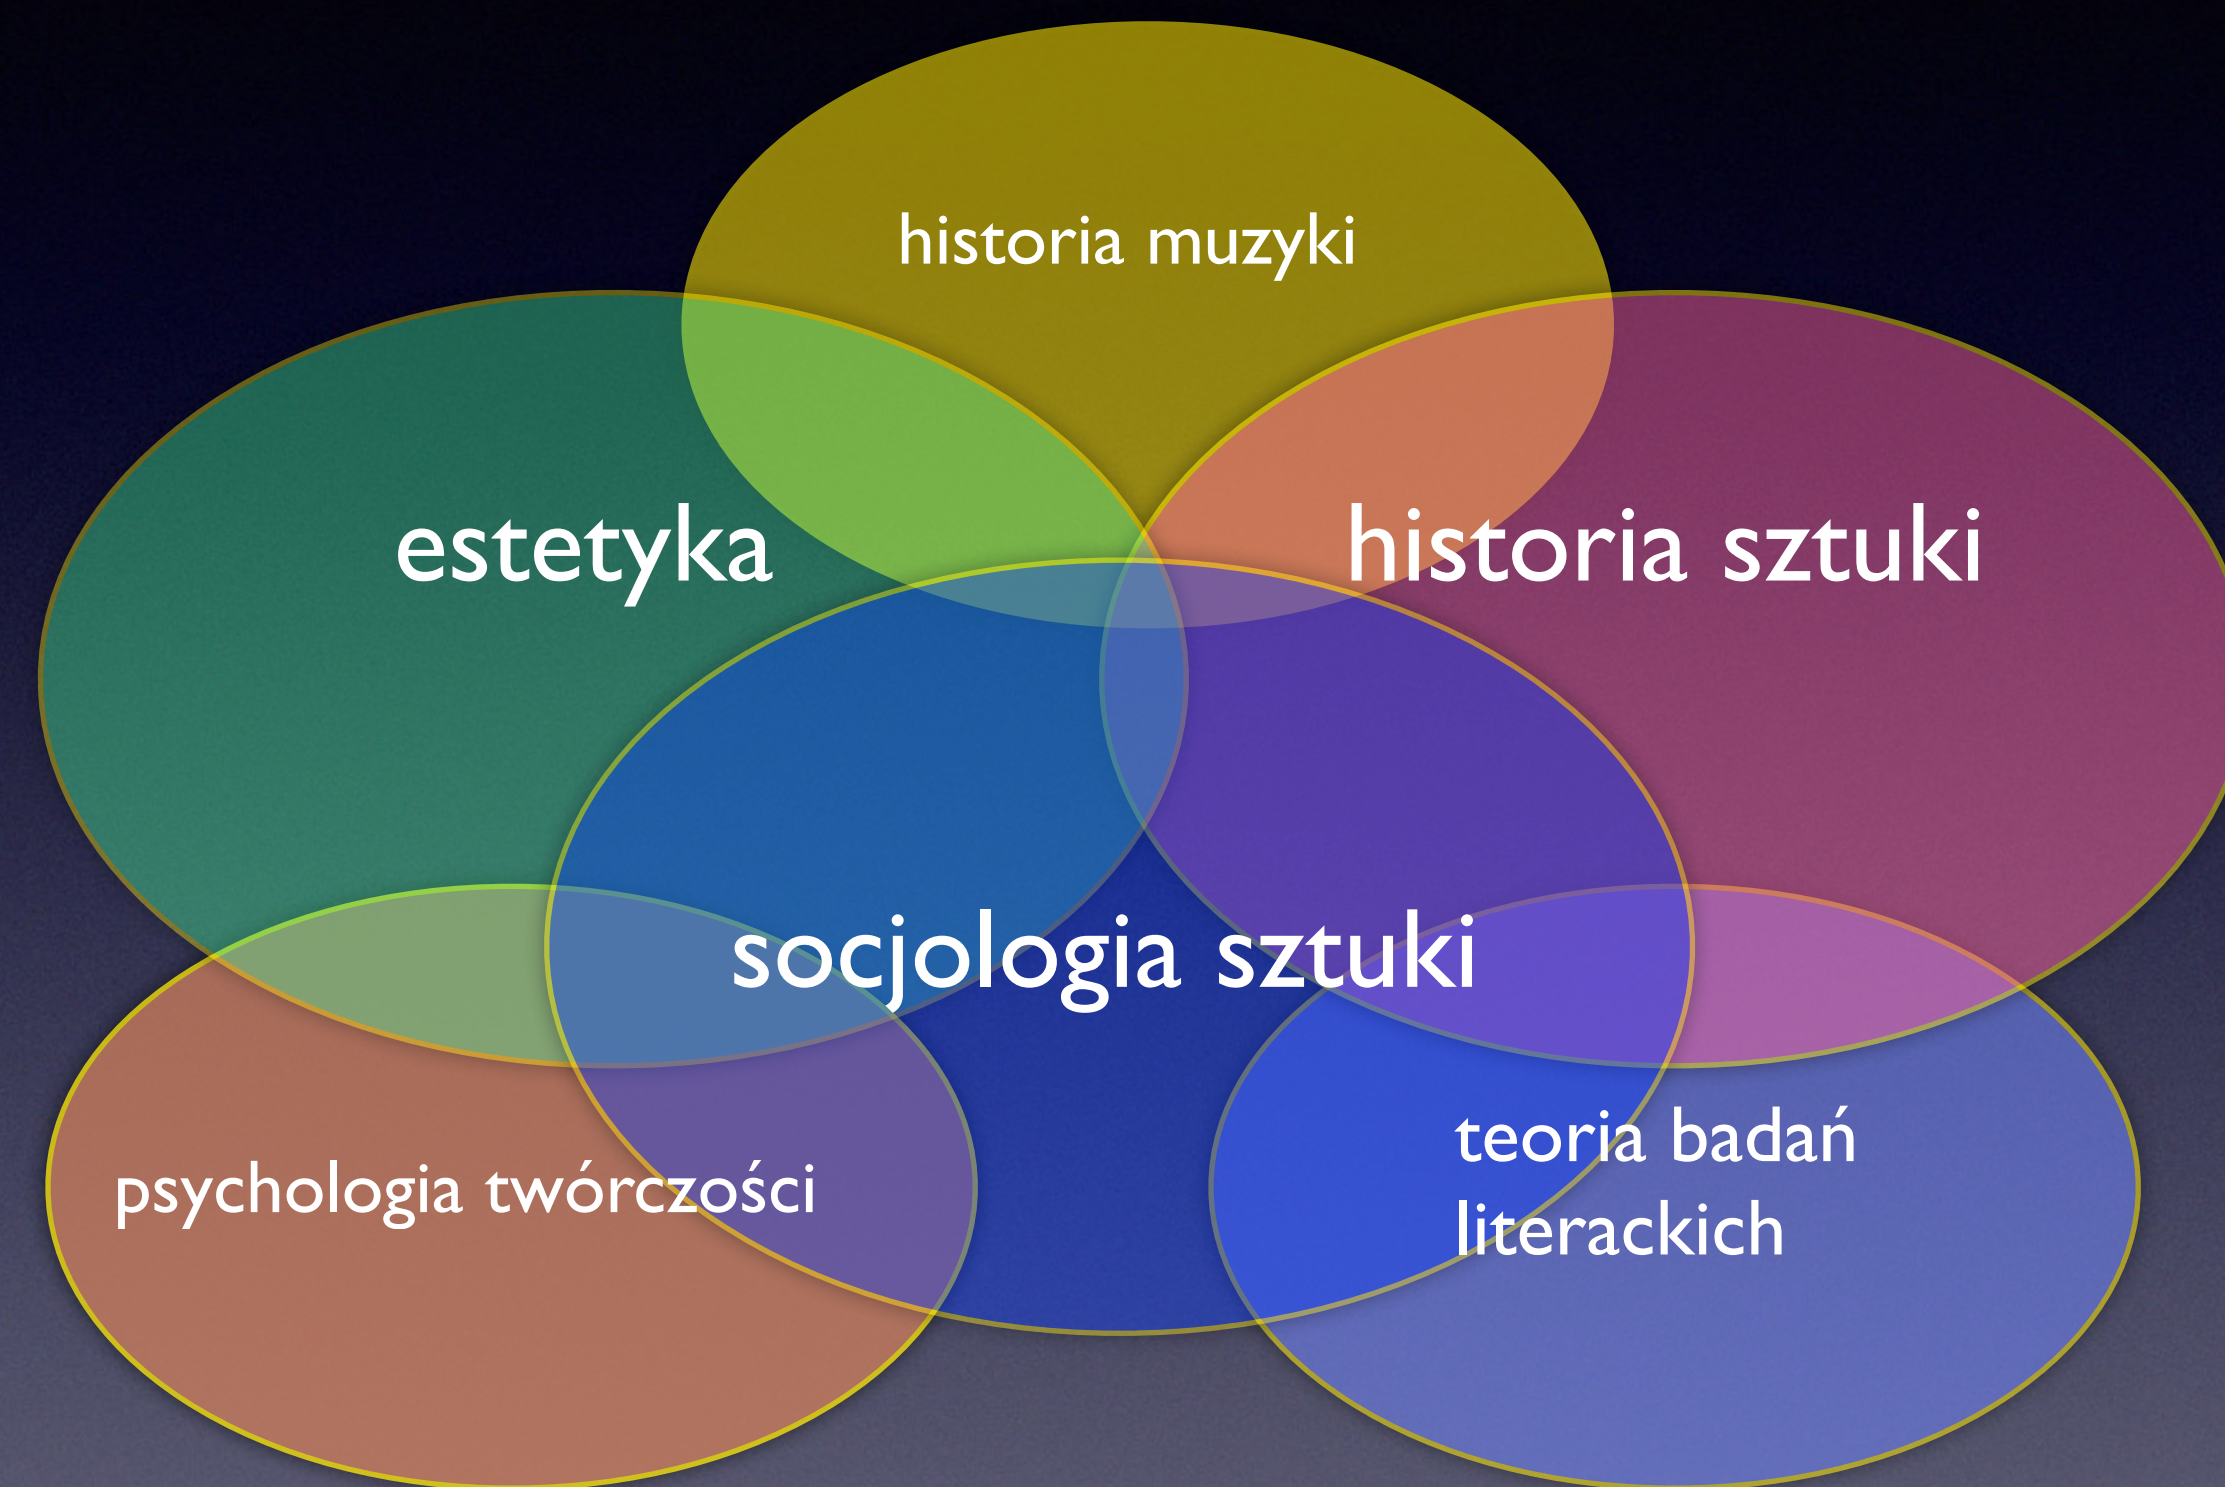 historia muzyki
estetyka
historia sztuki
socjologia sztuki
psychologia twórczości
teoria badań
literackich